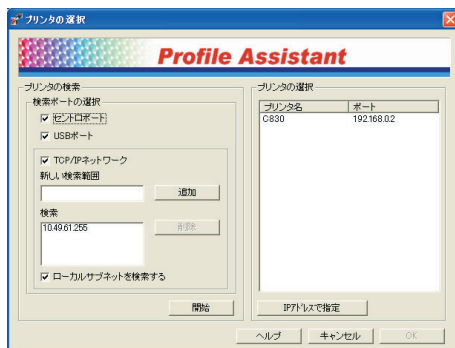 プリンタの選択
Profile Assistant
プリンタの検索
検索ポートの選択
セントロポート
USBポート
TCP/IPネットワーク
新しい検索範囲
追加
検索
10.49.61.255
削除
ローカルサブネットを検索する
開始
プリンタの選択
プリンタ名 ポート
C830 192.168.0.2
IPアドレスで指定
ヘルプ キャンセル OK